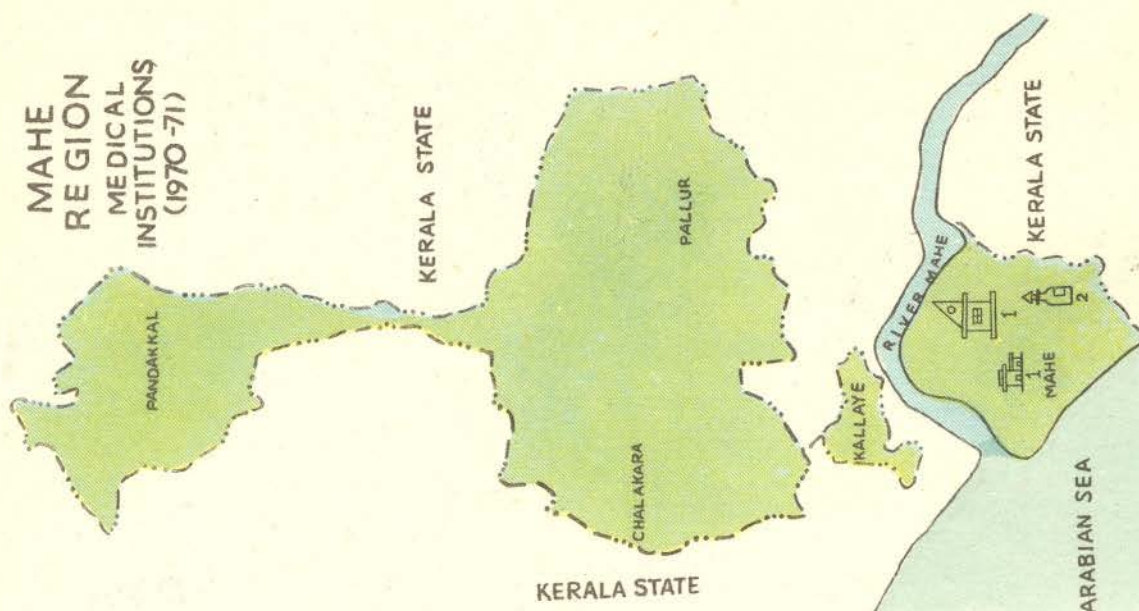 MAHE
REGION
MEDICAL
INSTITUTIONS
(1970-71)
PANDAKKAL
KERALA STATE
PALLUR
CHALAKARA
KERALA STATE
KALLAYE
RIVER MAHE
KERALA STATE
1
2
1
MAHE
ARABIAN SEA